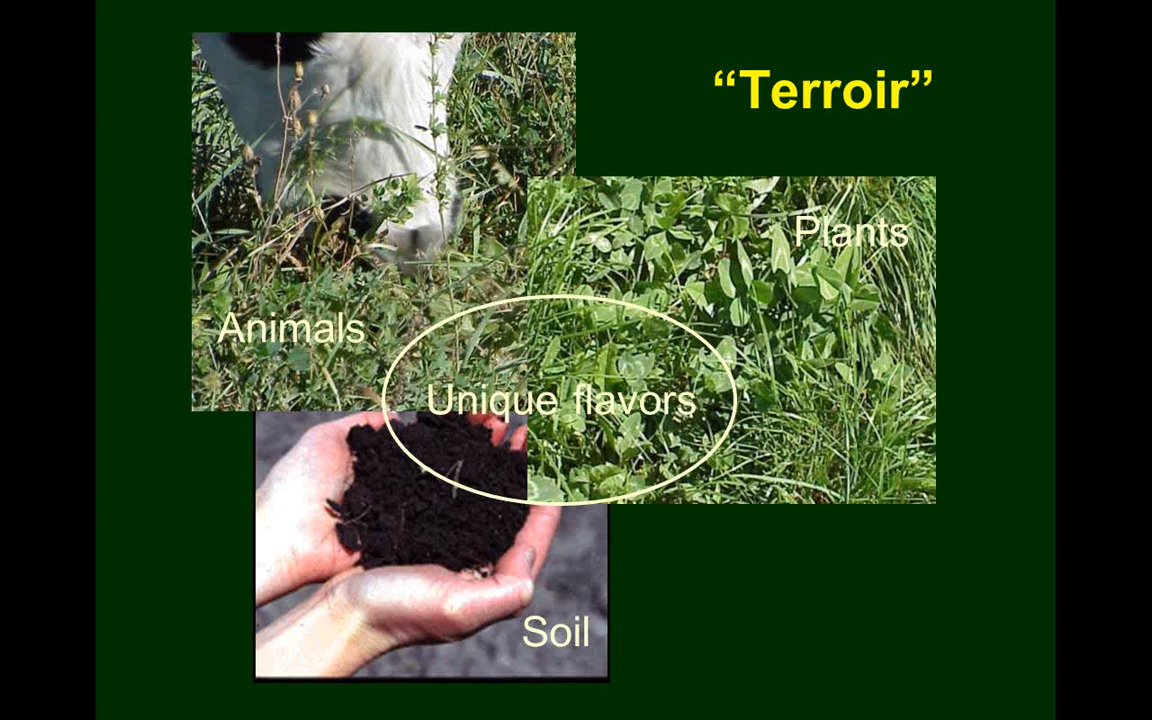 “Terroir”
Plants
Animals
Unique flavors
Soil